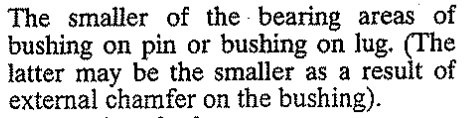 The smaller of the bearing areas of
bushing on pin or bushing on lug. (The
latter may be the smaller as a result of
external chamfer on the bushing).